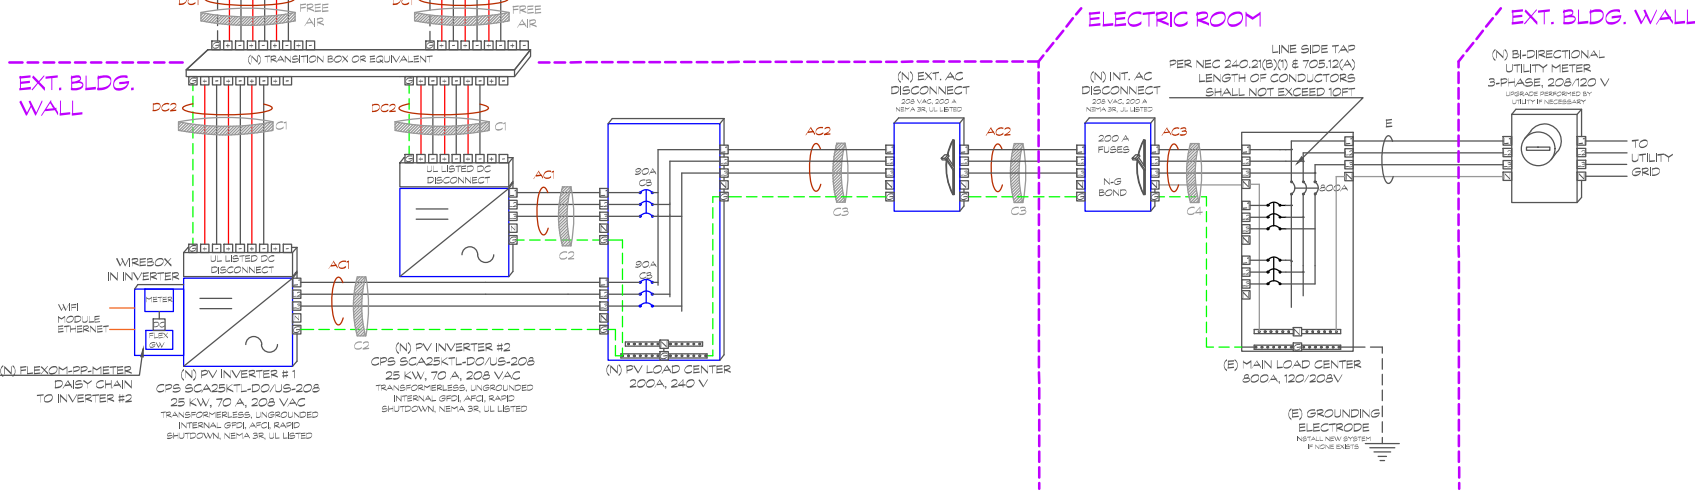 DC1
FREE
AIR
DC1
FREE
AIR
(N) TRANSITION BOX OR EQUIVALENT
EXT. BLDG.
WALL
ELECTRIC ROOM
EXT. BLDG. WALL
DC2
C1
DC2
C1
UL LISTED DC
DISCONNECT
UL LISTED DC
DISCONNECT
WIREBOX
IN INVERTER
METER
FLEX
GW
WIFI
MODULE
ETHERNET
(N) FLEXOM-PP-METER
DAISY CHAIN
TO INVERTER #2
(N) PV INVERTER # 1
CPS SCA25KTL-DO/US-208
25 KW, 70 A, 208 VAC
TRANSFORMERLESS, UNGROUNDED
INTERNAL GFDI, AFCI, RAPID
SHUTDOWN, NEMA 3R, UL LISTED
AC1
C2
AC1
C2
(N) PV INVERTER #2
CPS SCA25KTL-DO/US-208
25 KW, 70 A, 208 VAC
TRANSFORMERLESS, UNGROUNDED
INTERNAL GFDI, AFCI, RAPID
SHUTDOWN, NEMA 3R, UL LISTED
90A
CB
90A
CB
(N) PV LOAD CENTER
200A, 240 V
AC2
C3
(N) EXT. AC
DISCONNECT
208 VAC, 200 A
NEMA 3R, UL LISTED
AC2
C3
(N) INT. AC
DISCONNECT
208 VAC, 200 A
NEMA 3R, UL LISTED
200 A
FUSES
N-G
BOND
AC3
C4
LINE SIDE TAP
PER NEC 240.21(B)(1) & 705.12(A)
LENGTH OF CONDUCTORS
SHALL NOT EXCEED 10FT
800A
(E) MAIN LOAD CENTER
800A, 120/208V
(E) GROUNDING
ELECTRODE
INSTALL NEW SYSTEM
IF NONE EXISTS
E
(N) BI-DIRECTIONAL
UTILITY METER
3-PHASE, 208/120 V
UPGRADE PERFORMED BY
UTILITY IF NECESSARY
TO
UTILITY
GRID